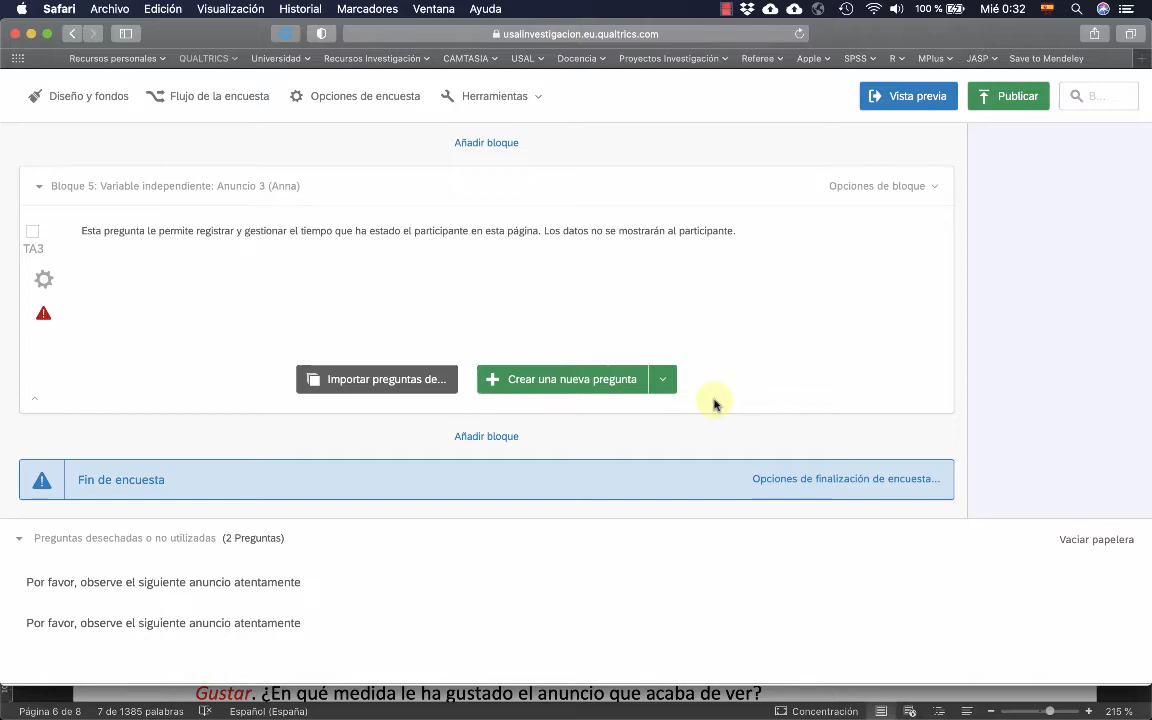 Safari Archivo Edición Visualización Historial Marcadores Ventana Ayuda 100 % Mié 0:32
usalinvestigacion.eu.qualtrics.com
Recursos personales QUALTRICS Universidad Recursos Investigación CAMTASIA USAL Docencia Proyectos Investigación Referee Apple SPSS R MPlus JASP Save to Mendeley
Diseño y fondos Flujo de la encuesta Opciones de encuesta Herramientas Vista previa Publicar B...
Añadir bloque
Bloque 5: Variable independiente: Anuncio 3 (Anna) Opciones de bloque
Esta pregunta le permite registrar y gestionar el tiempo que ha estado el participante en esta página. Los datos no se mostrarán al participante.
TA3
Importar preguntas de... Crear una nueva pregunta
Añadir bloque
Fin de encuesta Opciones de finalización de encuesta...
Preguntas desechadas o no utilizadas (2 Preguntas) Vaciar papelera
Por favor, observe el siguiente anuncio atentamente
Por favor, observe el siguiente anuncio atentamente
Gustar. ¿En qué medida le ha gustado el anuncio que acaba de ver?
Página 6 de 8 7 de 1385 palabras Español (España) Concentración 215 %